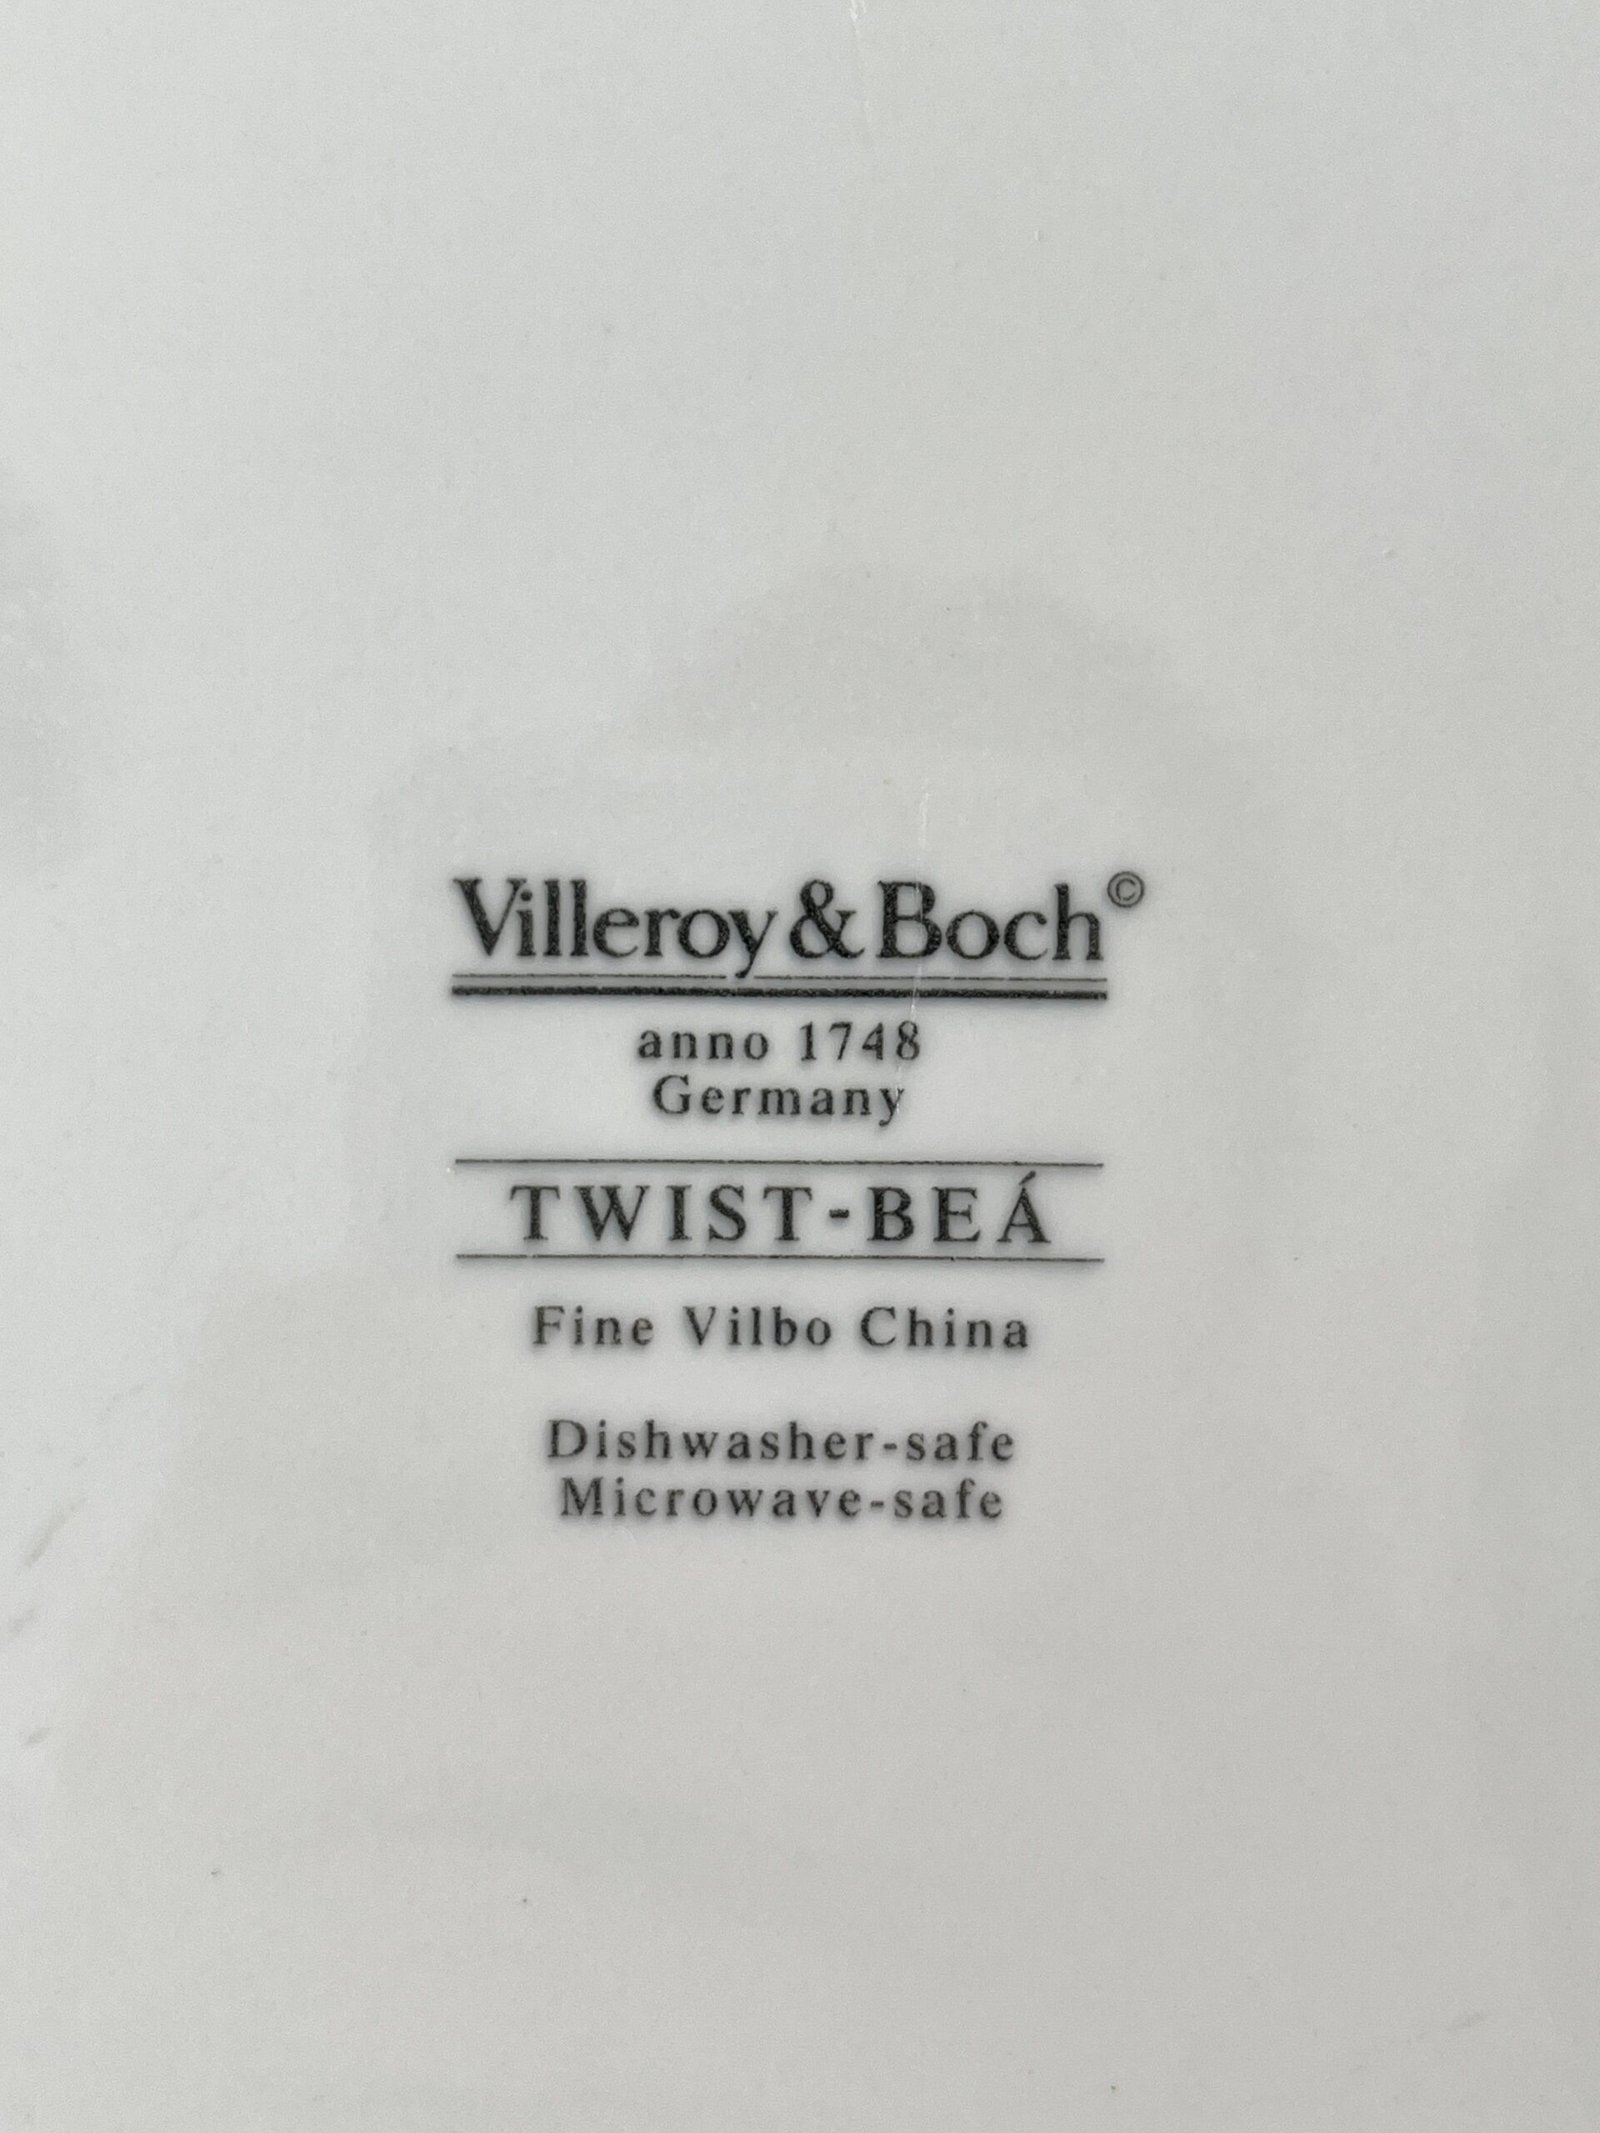 Villeroy & Boch©
anno 1748
Germany
TWIST-BEÁ
Fine Vilbo China
Dishwasher-safe
Microwave-safe